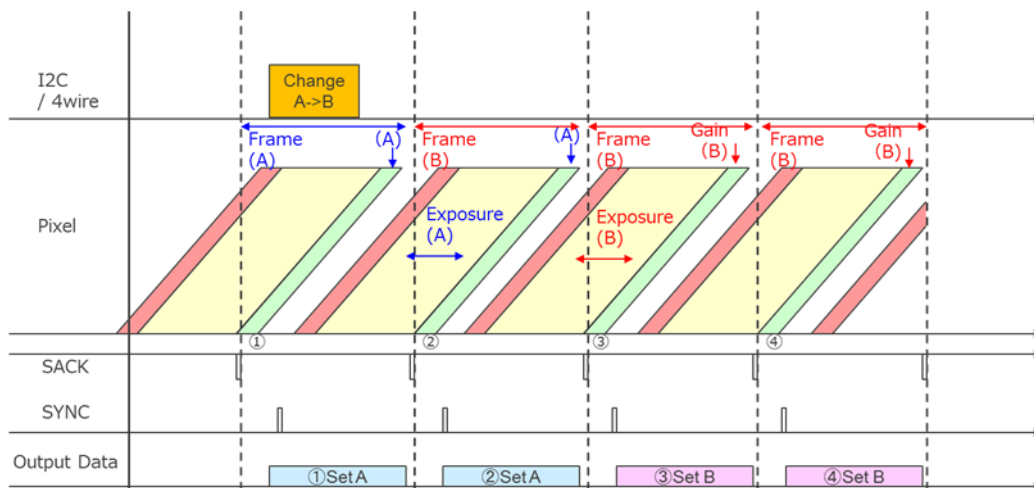 I2C
/ 4wire
Change
A->B
Frame
(A)
(A)
Frame
(B)
(A)
Frame
(B)
Gain
(B)
Frame
(B)
Gain
(B)
Pixel
Exposure
(A)
Exposure
(B)
① ② ③ ④
SACK
SYNC
Output Data
①Set A
②Set A
③Set B
④Set B